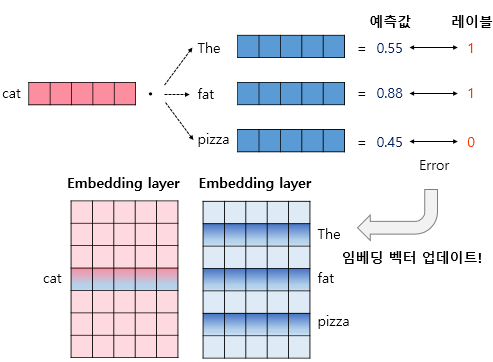 예측값 레이블
The = 0.55 1
cat fat = 0.88 1
pizza = 0.45 0
Error
Embedding layer Embedding layer
The
임베딩 벡터 업데이트!
cat fat
pizza